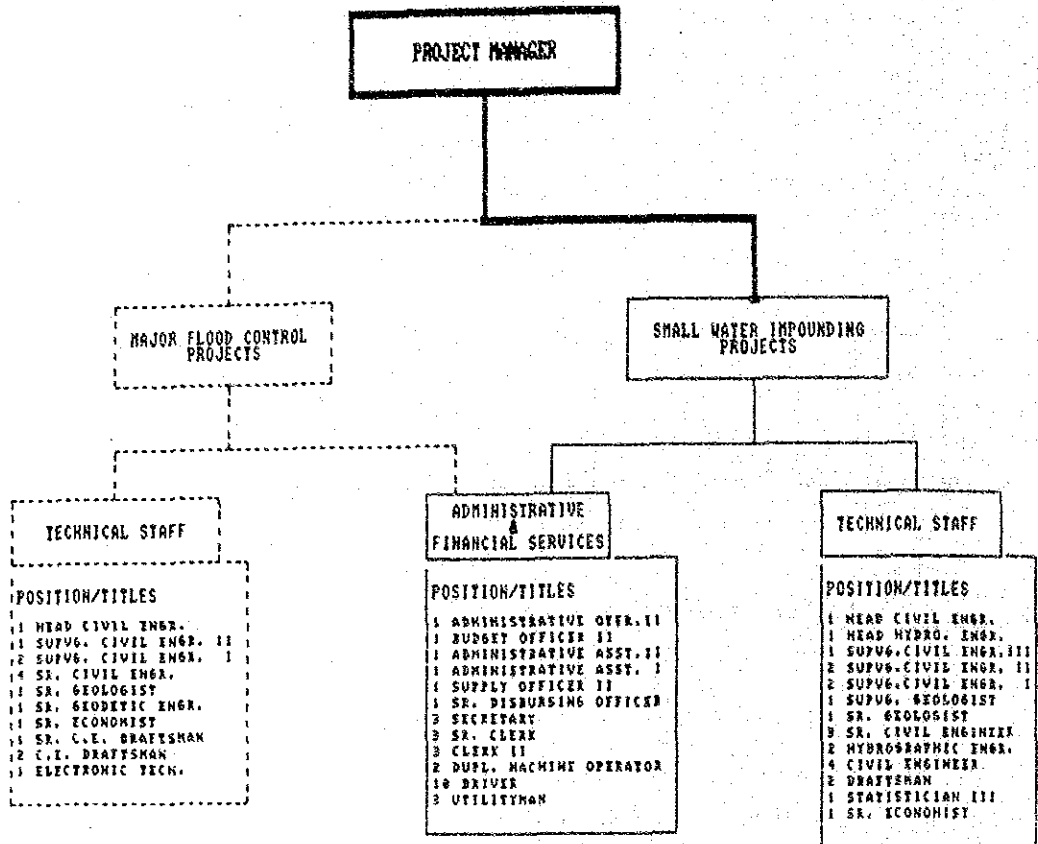 PROJECT MANAGER
MAJOR FLOOD CONTROL
PROJECTS
SMALL WATER IMPOUNDING
PROJECTS
TECHNICAL STAFF
POSITION/TITLES
1 HEAD CIVIL ENGR.
1 SUPVG. CIVIL ENGR. II
2 SUPVG. CIVIL ENGR. I
4 SR. CIVIL ENGR.
1 SR. GEOLOGIST
1 SR. GEODETIC ENGR.
1 SR. ECONOMIST
1 SR. C.E. DRAFTSMAN
2 C.E. DRAFTSMAN
ELECTRONIC TECH.
ADMINISTRATIVE
&
FINANCIAL SERVICES
POSITION/TITLES
1 ADMINISTRATIVE OFFR.II
1 BUDGET OFFICER II
1 ADMINISTRATIVE ASST.II
1 ADMINISTRATIVE ASST. I
1 SUPPLY OFFICER II
1 SR. DISBURSING OFFICER
3 SECRETARY
3 SR. CLERK
3 CLERK II
2 DUPL. MACHINE OPERATOR
10 DRIVER
3 UTILITYMAN
TECHNICAL STAFF
POSITION/TITLES
1 HEAD CIVIL ENGR.
1 HEAD HYDRO. ENGR.
1 SUPVG.CIVIL ENGR.III
2 SUPVG.CIVIL ENGR. II
2 SUPVG.CIVIL ENGR. I
1 SUPVG. GEOLOGIST
1 SR. GEOLOGIST
SR. CIVIL ENGINEER
2 HYDROGRAPHIC ENGR.
4 CIVIL ENGINEER
2 DRAFTSMAN
1 STATISTICIAN III
1 SR. ECONOMIST